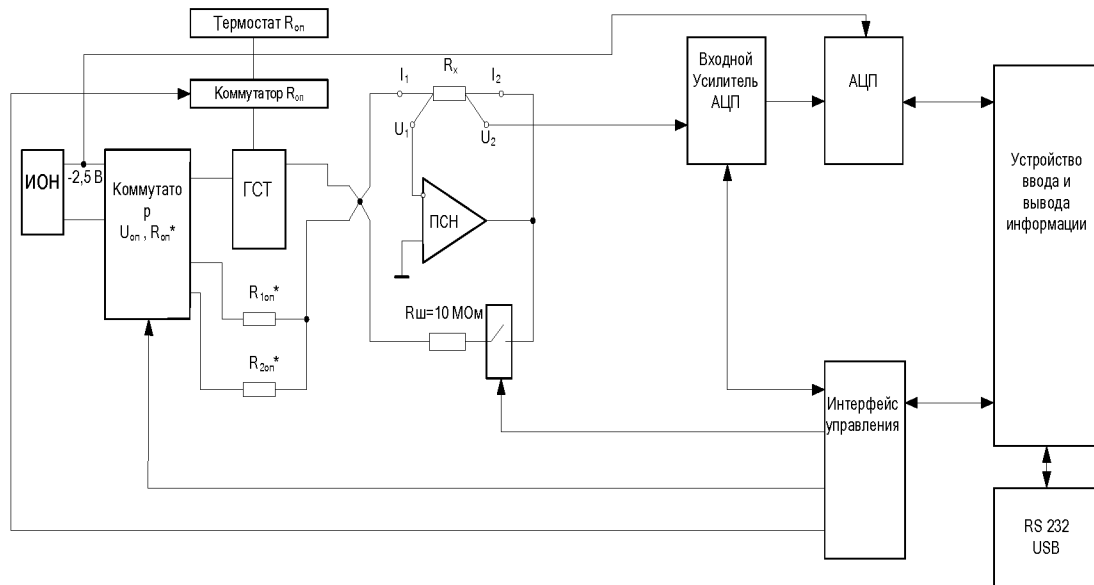 Термостат Rоп
Коммутатор Rоп
ИОН
-2,5 В
Коммутато
р
Uоп , Rоп*
ГСТ
R1оп*
R2оп*
I1
Rx
I2
U1
U2
ПСН
Rш=10 МОм
Входной
Усилитель
АЦП
АЦП
Устройство
ввода и
вывода
информации
Интерфейс
управления
RS 232
USB